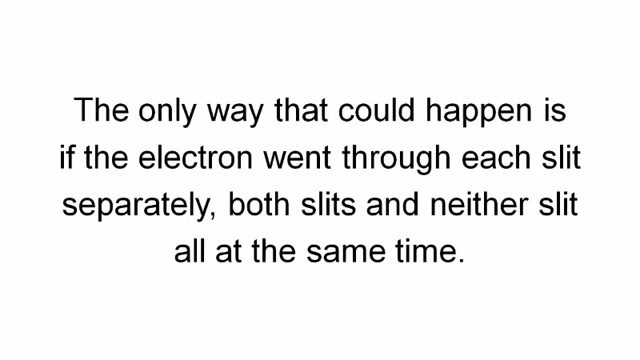 The only way that could happen is
if the electron went through each slit
separately, both slits and neither slit
all at the same time.